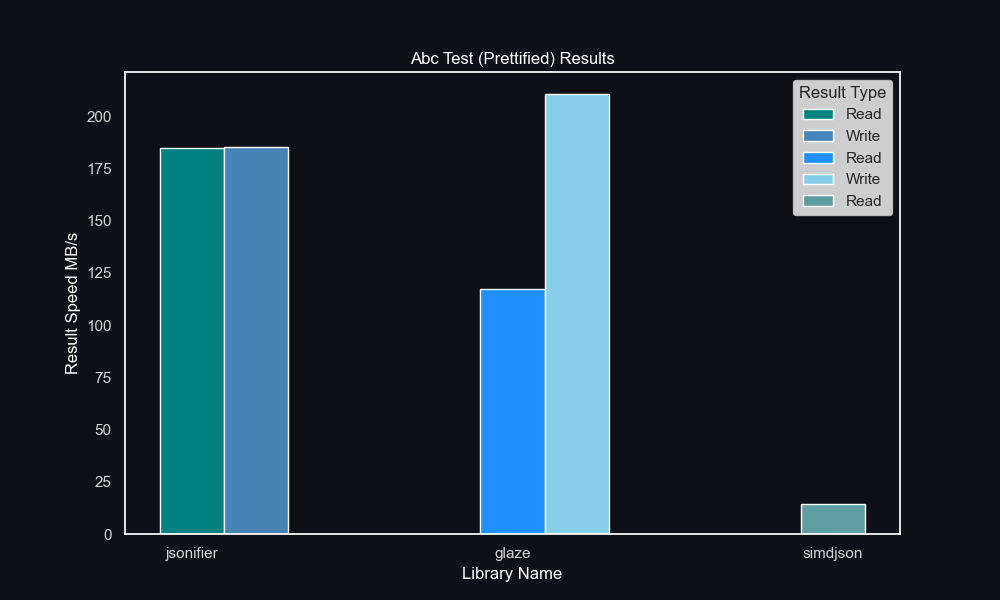 Abc Test (Prettified) Results
Result Type
Read
Write
Read
Write
Read
200
175
150
125
100
75
50
25
0
Result Speed MB/s
jsonifier glaze simdjson
Library Name